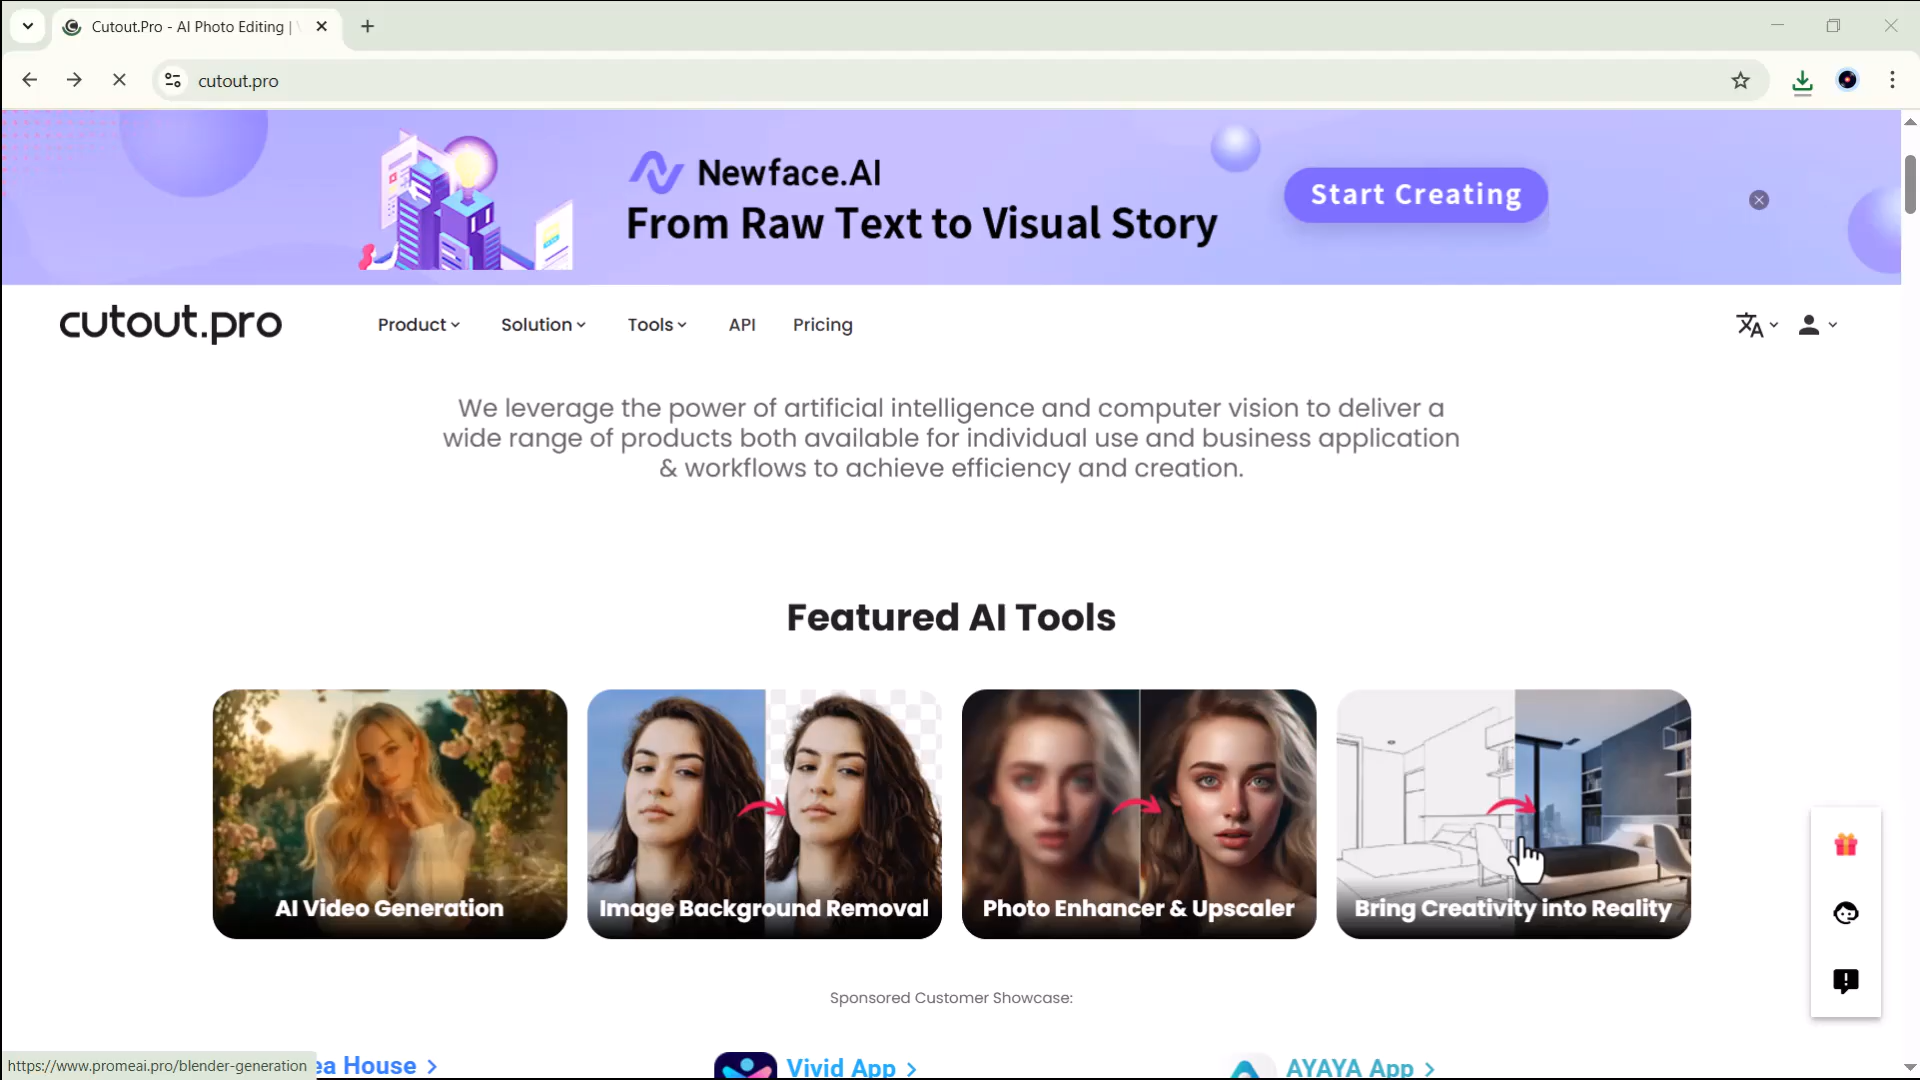 Cutout.Pro - AI Photo Editing |
cutout.pro
Newface.AI
From Raw Text to Visual Story
Start Creating
cutout.pro
Product
Solution
Tools
API
Pricing
We leverage the power of artificial intelligence and computer vision to deliver a
wide range of products both available for individual use and business application
& workflows to achieve efficiency and creation.
Featured AI Tools
AI Video Generation
Image Background Removal
Photo Enhancer & Upscaler
Bring Creativity into Reality
Sponsored Customer Showcase:
ea House
Vivid App
AYAYA App
https://www.promeai.pro/blender-generation